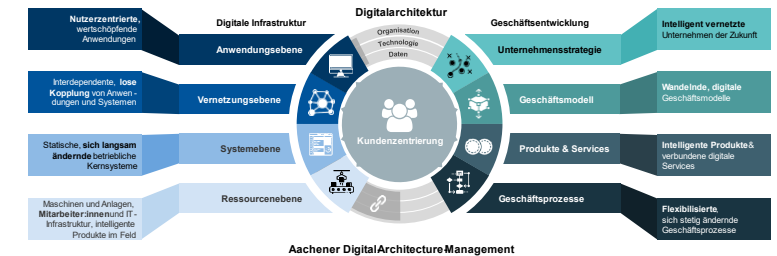 Digitalarchitektur
Digitale Infrastruktur
Geschäftsentwicklung
Nutzerzentrierte,
wertschöpfende
Anwendungen
Anwendungsebene
Interdependente, lose
Kopplung von Anwen-
dungen und Systemen
Vernetzungsebene
Statische, sich langsam
ändernde betriebliche
Kernsysteme
Systemebene
Maschinen und Anlagen,
Mitarbeiter:innen und IT-
Infrastruktur, intelligente
Produkte im Feld
Ressourcenebene
Organisation
Technologie
Daten
Kundenzentrierung
Unternehmensstrategie
Intelligent vernetzte
Unternehmen der Zukunft
Geschäftsmodell
Wandelnde, digitale
Geschäftsmodelle
Produkte & Services
Intelligente Produkte &
verbundene digitale
Services
Geschäftsprozesse
Flexibilisierte,
sich stetig ändernde
Geschäftsprozesse
Aachener Digital-Architecture-Management